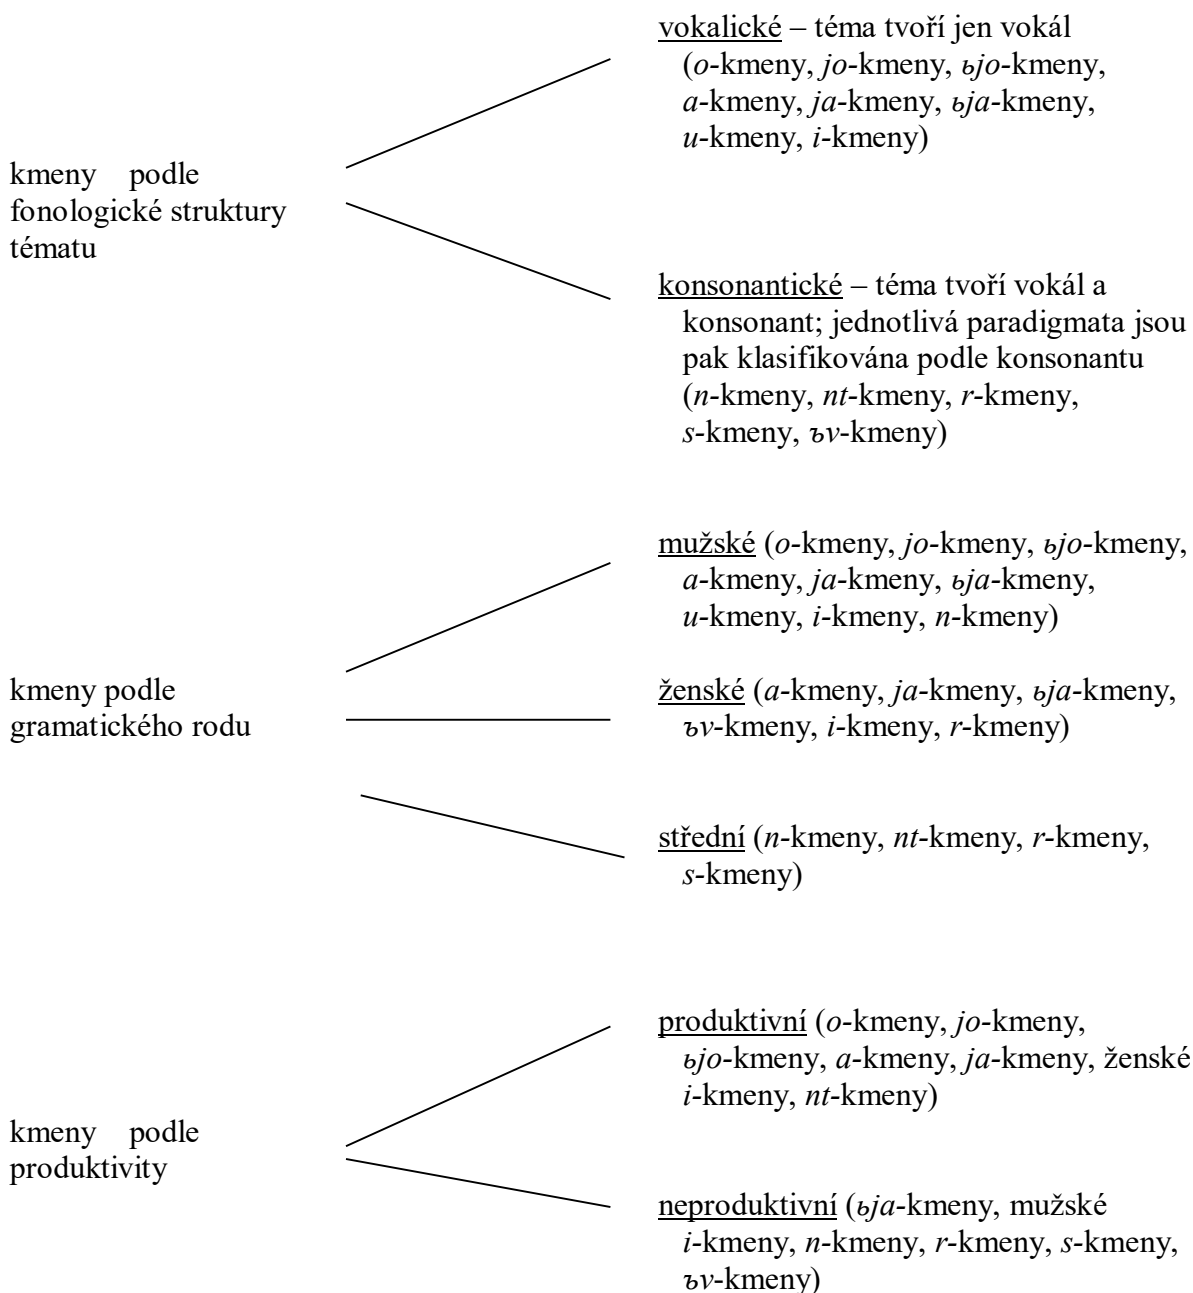 vokalické – téma tvoří jen vokál
(o-kmeny, jo-kmeny, ьjo-kmeny,
a-kmeny, ja-kmeny, ьja-kmeny,
u-kmeny, i-kmeny)
kmeny podle
fonologické struktury
tématu
konsonantické – téma tvoří vokál a
konsonant; jednotlivá paradigmata jsou
pak klasifikována podle konsonantu
(n-kmeny, nt-kmeny, r-kmeny,
s-kmeny, ъv-kmeny)
mužské (o-kmeny, jo-kmeny, ьjo-kmeny,
a-kmeny, ja-kmeny, ьja-kmeny,
u-kmeny, i-kmeny, n-kmeny)
kmeny podle
gramatického rodu
ženské (a-kmeny, ja-kmeny, ьja-kmeny,
ъv-kmeny, i-kmeny, r-kmeny)
střední (n-kmeny, nt-kmeny, r-kmeny,
s-kmeny)
produktivní (o-kmeny, jo-kmeny,
ьjo-kmeny, a-kmeny, ja-kmeny, ženské
i-kmeny, nt-kmeny)
kmeny podle
produktivity
neproduktivní (ьja-kmeny, mužské
i-kmeny, n-kmeny, r-kmeny, s-kmeny,
ъv-kmeny)